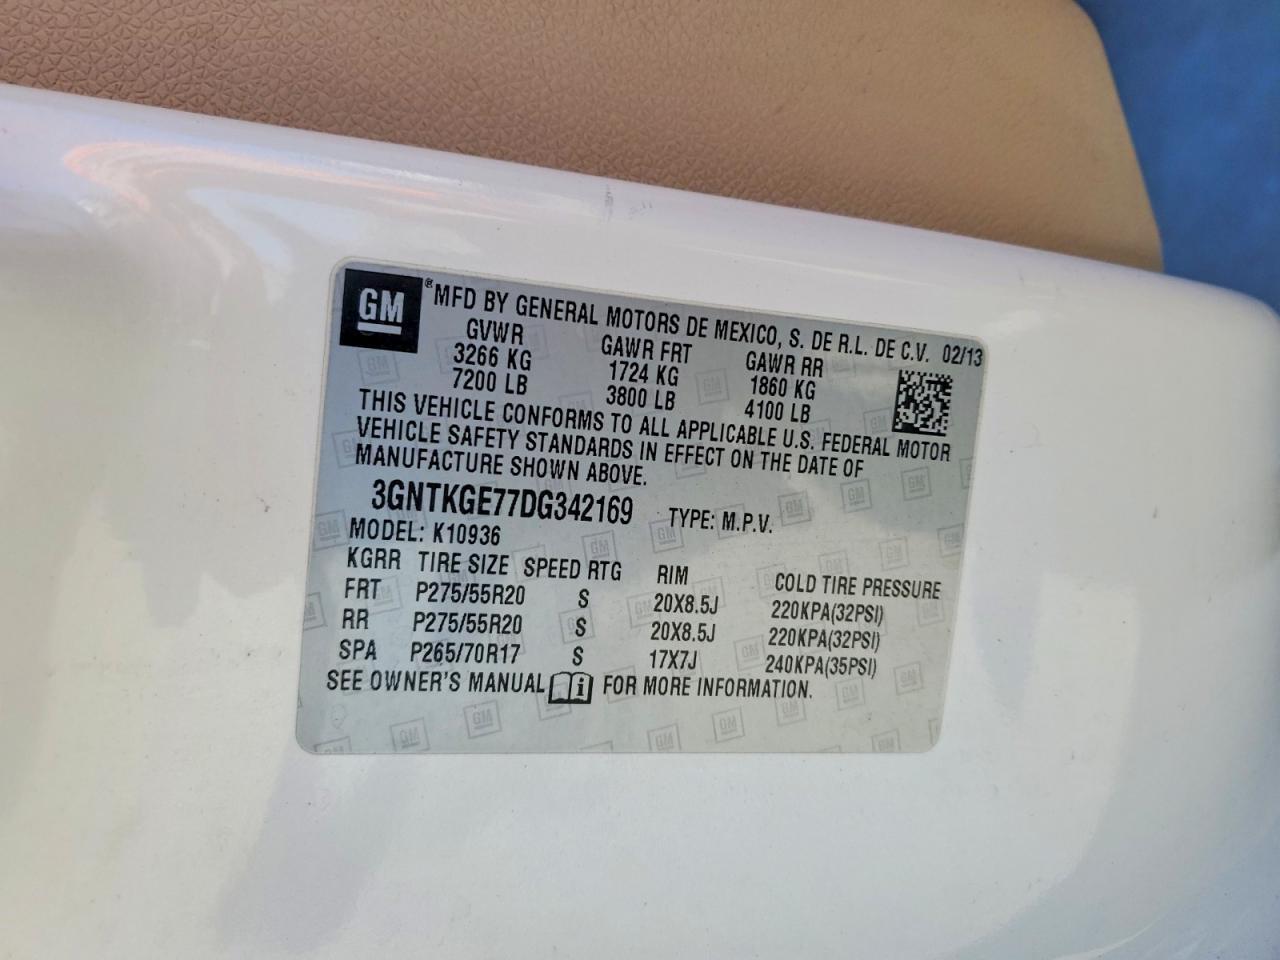 GM ® MFD BY GENERAL MOTORS DE MEXICO, S. DE R.L. DE C.V. 02/13
GVWR GAWR FRT GAWR RR
3266 KG 1724 KG 1860 KG
7200 LB 3800 LB 4100 LB
THIS VEHICLE CONFORMS TO ALL APPLICABLE U.S. FEDERAL MOTOR
VEHICLE SAFETY STANDARDS IN EFFECT ON THE DATE OF
MANUFACTURE SHOWN ABOVE.
3GNTKGE77DG342169 TYPE: M.P.V.
MODEL: K10936
KGRR TIRE SIZE SPEED RTG RIM COLD TIRE PRESSURE
FRT P275/55R20 S 20X8.5J 220KPA(32PSI)
RR P275/55R20 S 20X8.5J 220KPA(32PSI)
SPA P265/70R17 S 17X7J 240KPA(35PSI)
SEE OWNER'S MANUAL i FOR MORE INFORMATION.